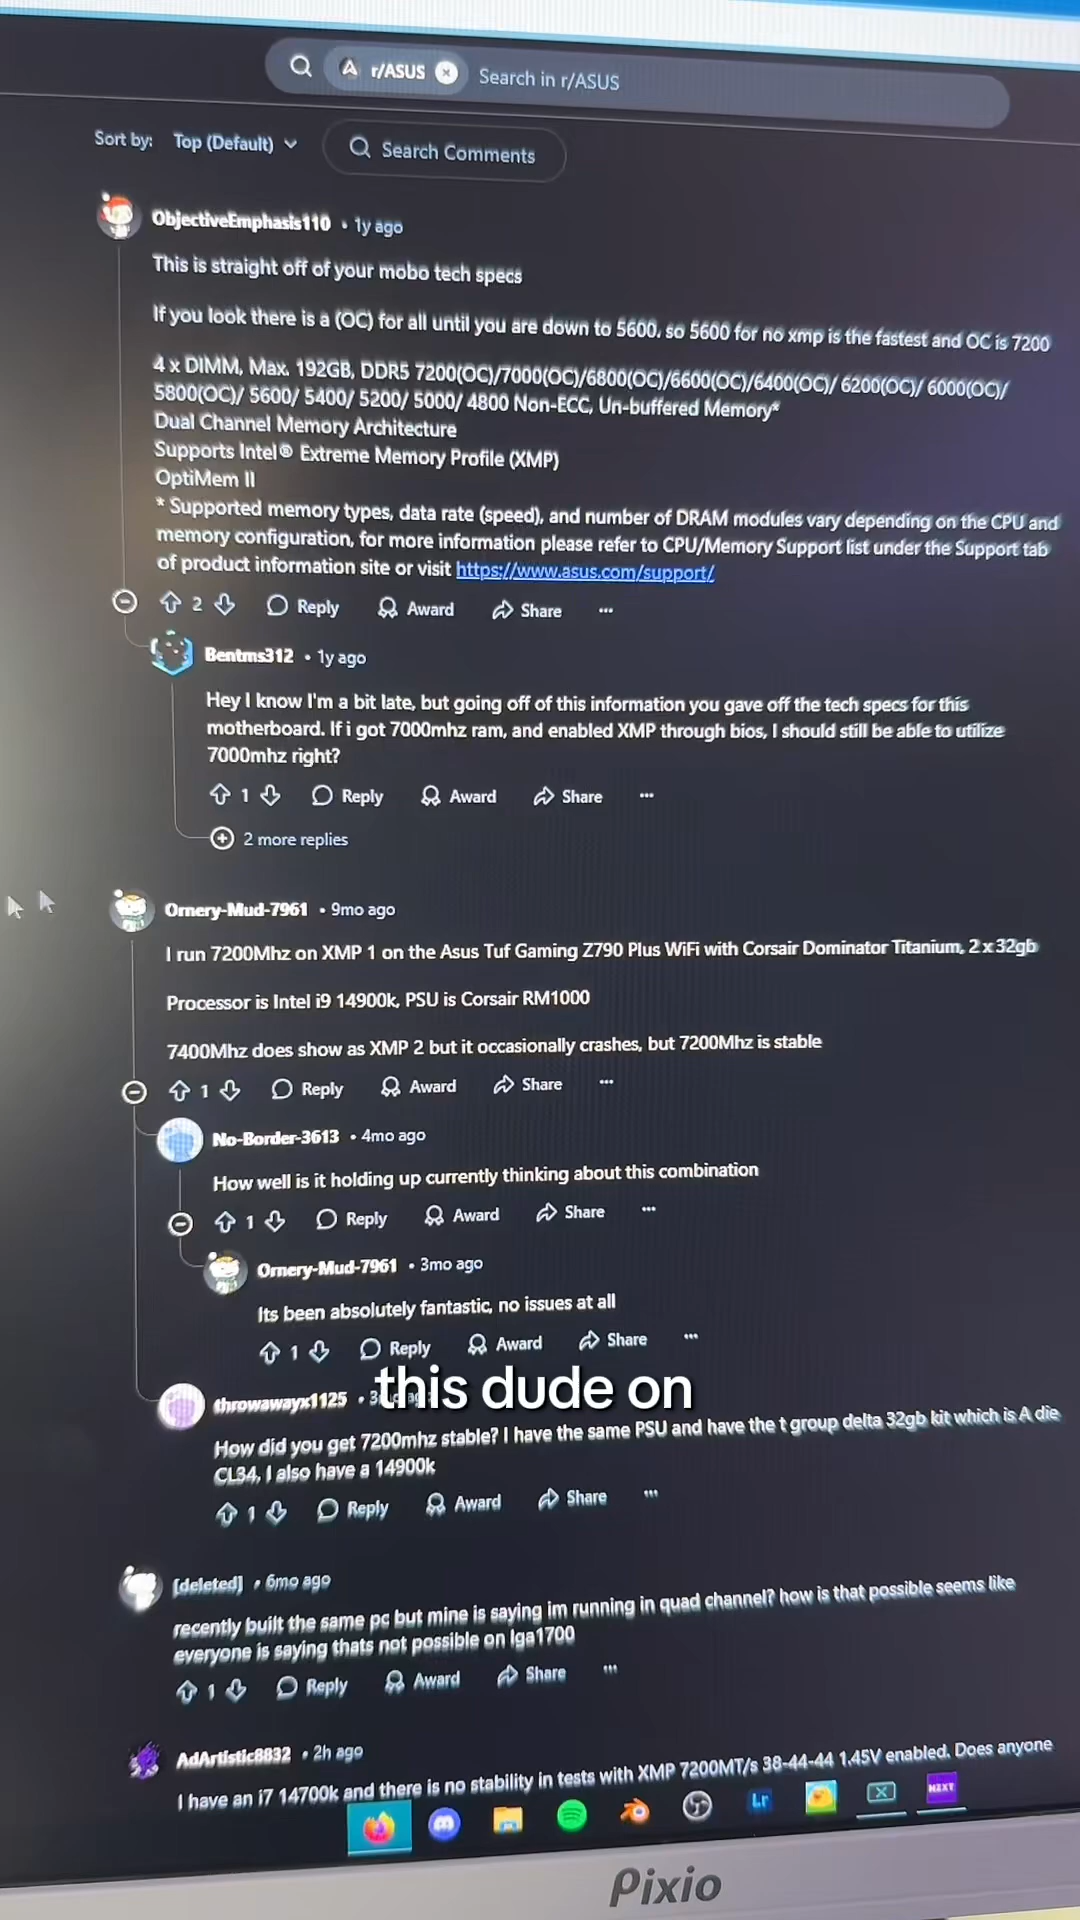 r/ASUS
Search in r/ASUS
Sort by: Top (Default)
Search Comments
ObjectiveEmphasis110 • 1y ago
This is straight off of your mobo tech specs
If you look there is a (OC) for all until you are down to 5600. so 5600 for no xmp is the fastest and OC is 7200
4 x DIMM, Max. 192GB, DDR5 7200(OC)/7000(OC)/6800(OC)/6600(OC)/6400(OC)/ 6200(OC)/ 6000(OC)/
5800(OC)/ 5600/ 5400/ 5200/ 5000/ 4800 Non-ECC, Un-buffered Memory*
Dual Channel Memory Architecture
Supports Intel® Extreme Memory Profile (XMP)
OptiMem II
* Supported memory types, data rate (speed), and number of DRAM modules vary depending on the CPU and
memory configuration, for more information please refer to CPU/Memory Support list under the Support tab
of product information site or visit https://www.asus.com/support/
2 Reply Award Share ...
Bentms312 • 1y ago
Hey I know I'm a bit late, but going off of this information you gave off the tech specs for this
motherboard. If i got 7000mhz ram, and enabled XMP through bios, I should still be able to utilize
7000mhz right?
1 Reply Award Share ...
2 more replies
Ornery-Mud-7961 • 9mo ago
I run 7200Mhz on XMP 1 on the Asus Tuf Gaming Z790 Plus WiFi with Corsair Dominator Titanium, 2 x 32gb
Processor is Intel i9 14900k, PSU is Corsair RM1000
7400Mhz does show as XMP 2 but it occasionally crashes, but 7200Mhz is stable
1 Reply Award Share ...
No-Border-3613 • 4mo ago
How well is it holding up currently thinking about this combination
1 Reply Award Share ...
Ornery-Mud-7961 • 3mo ago
Its been absolutely fantastic, no issues at all
1 Reply Award Share ...
this dude on
throwawayx1125 •
How did you get 7200mhz stable? I have the same PSU and have the t group delta 32gb kit which is A die
CL34, I also have a 14900k
1 Reply Award Share ...
[deleted] • 6mo ago
recently built the same pc but mine is saying im running in quad channel? how is that possible seems like
everyone is saying thats not possible on lga1700
1 Reply Award Share ...
AdArtistic8832 • 2h ago
I have an i7 14700k and there is no stability in tests with XMP 7200MT/s 38-44-44 1.45V enabled. Does anyone
Lr
NZXT
Pixio